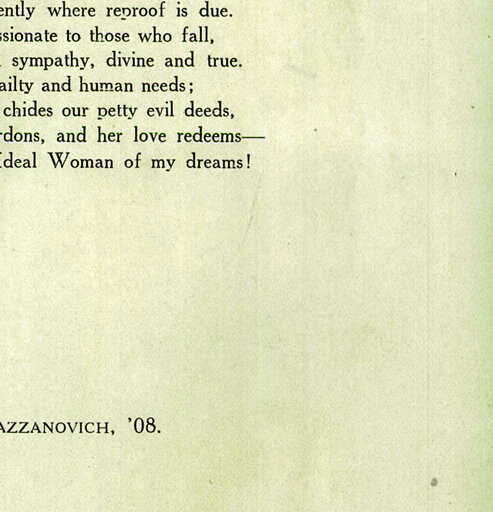 ently where reproof is due.
ssionate to those who fall,
sympathy, divine and true.
ailty and human needs;
chides our petty evil deeds,
rdons, and her love redeems—
Ideal Woman of my dreams!
AZZANOVICH, '08.